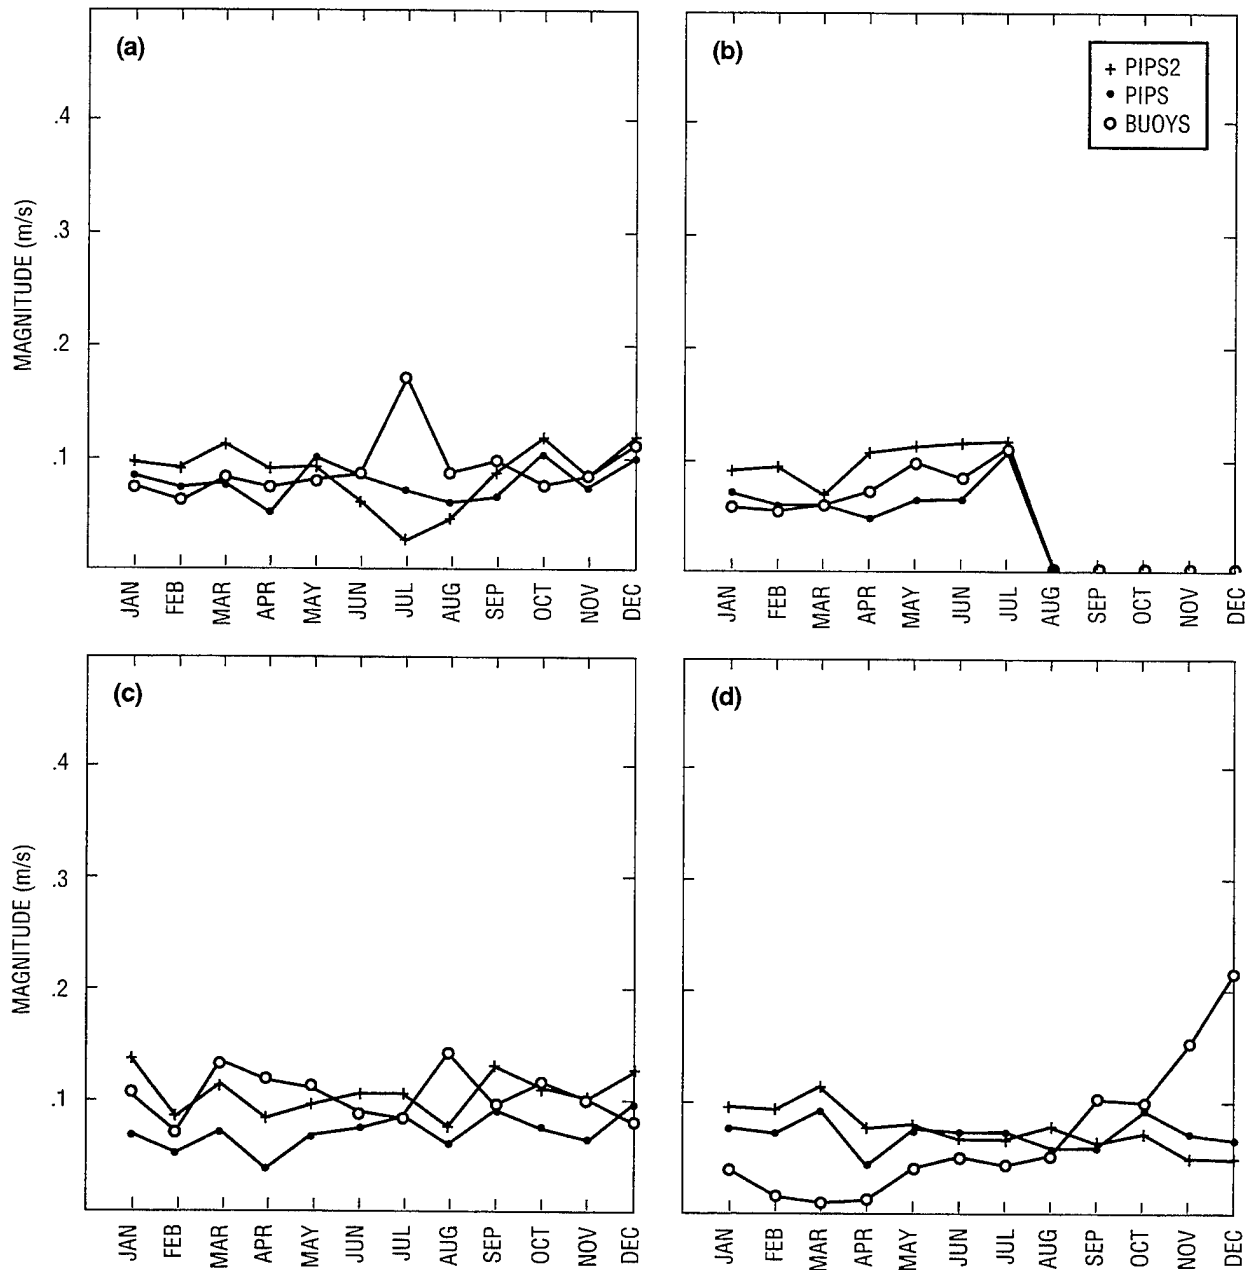 (a)
.4
.3
.2
.1
MAGNITUDE (m/s)
JAN FEB MAR APR MAY JUN JUL AUG SEP OCT NOV DEC
(b)
+ PIPS2
• PIPS
o BUOYS
JAN FEB MAR APR MAY JUN JUL AUG SEP OCT NOV DEC
(c)
.4
.3
.2
.1
MAGNITUDE (m/s)
JAN FEB MAR APR MAY JUN JUL AUG SEP OCT NOV DEC
(d)
JAN FEB MAR APR MAY JUN JUL AUG SEP OCT NOV DEC